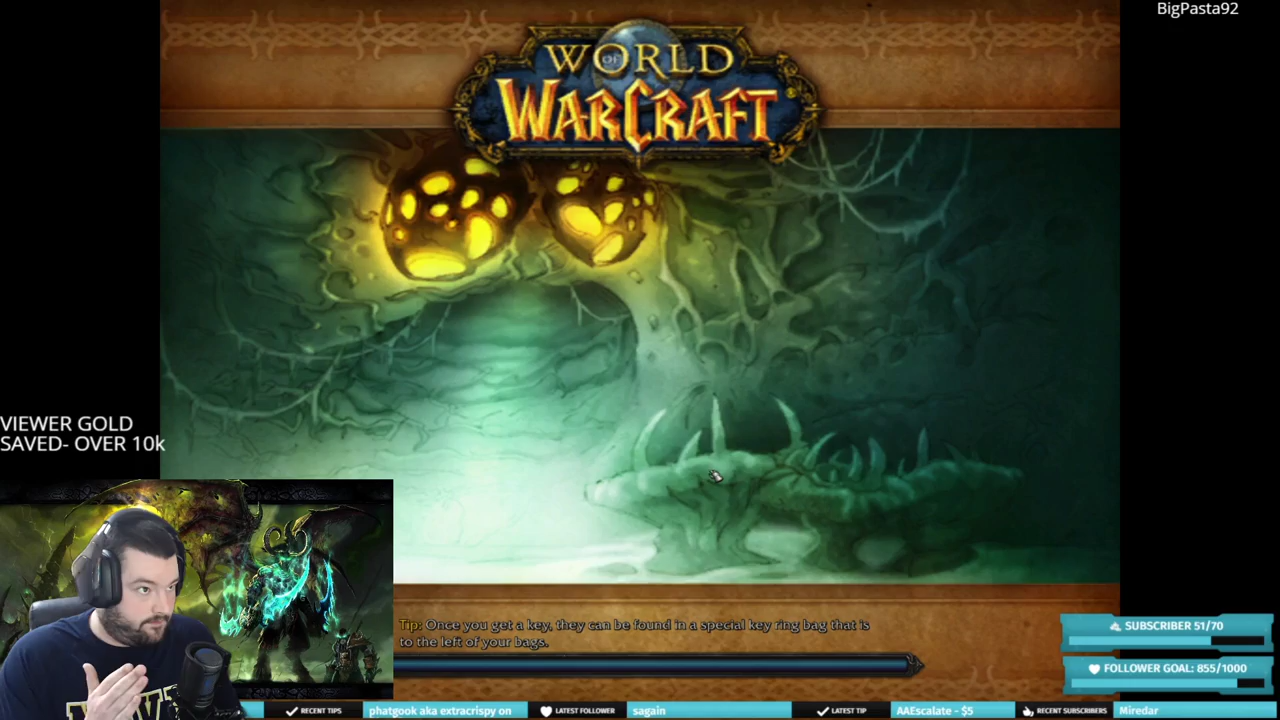 BigPasta92
WORLD
OF
WARCRAFT
VIEWER GOLD
SAVED- OVER 10k
Tip: Once you get a key, they can be found in a special key ring bag that is
to the left of your bags.
SUBSCRIBER 51/70
FOLLOWER GOAL: 855/1000
RECENT TIPS
phatgook aka extracrispy on
LATEST FOLLOWER
sagain
LATEST TIP
AAEscalate - $5
RECENT SUBSCRIBERS
Miredar